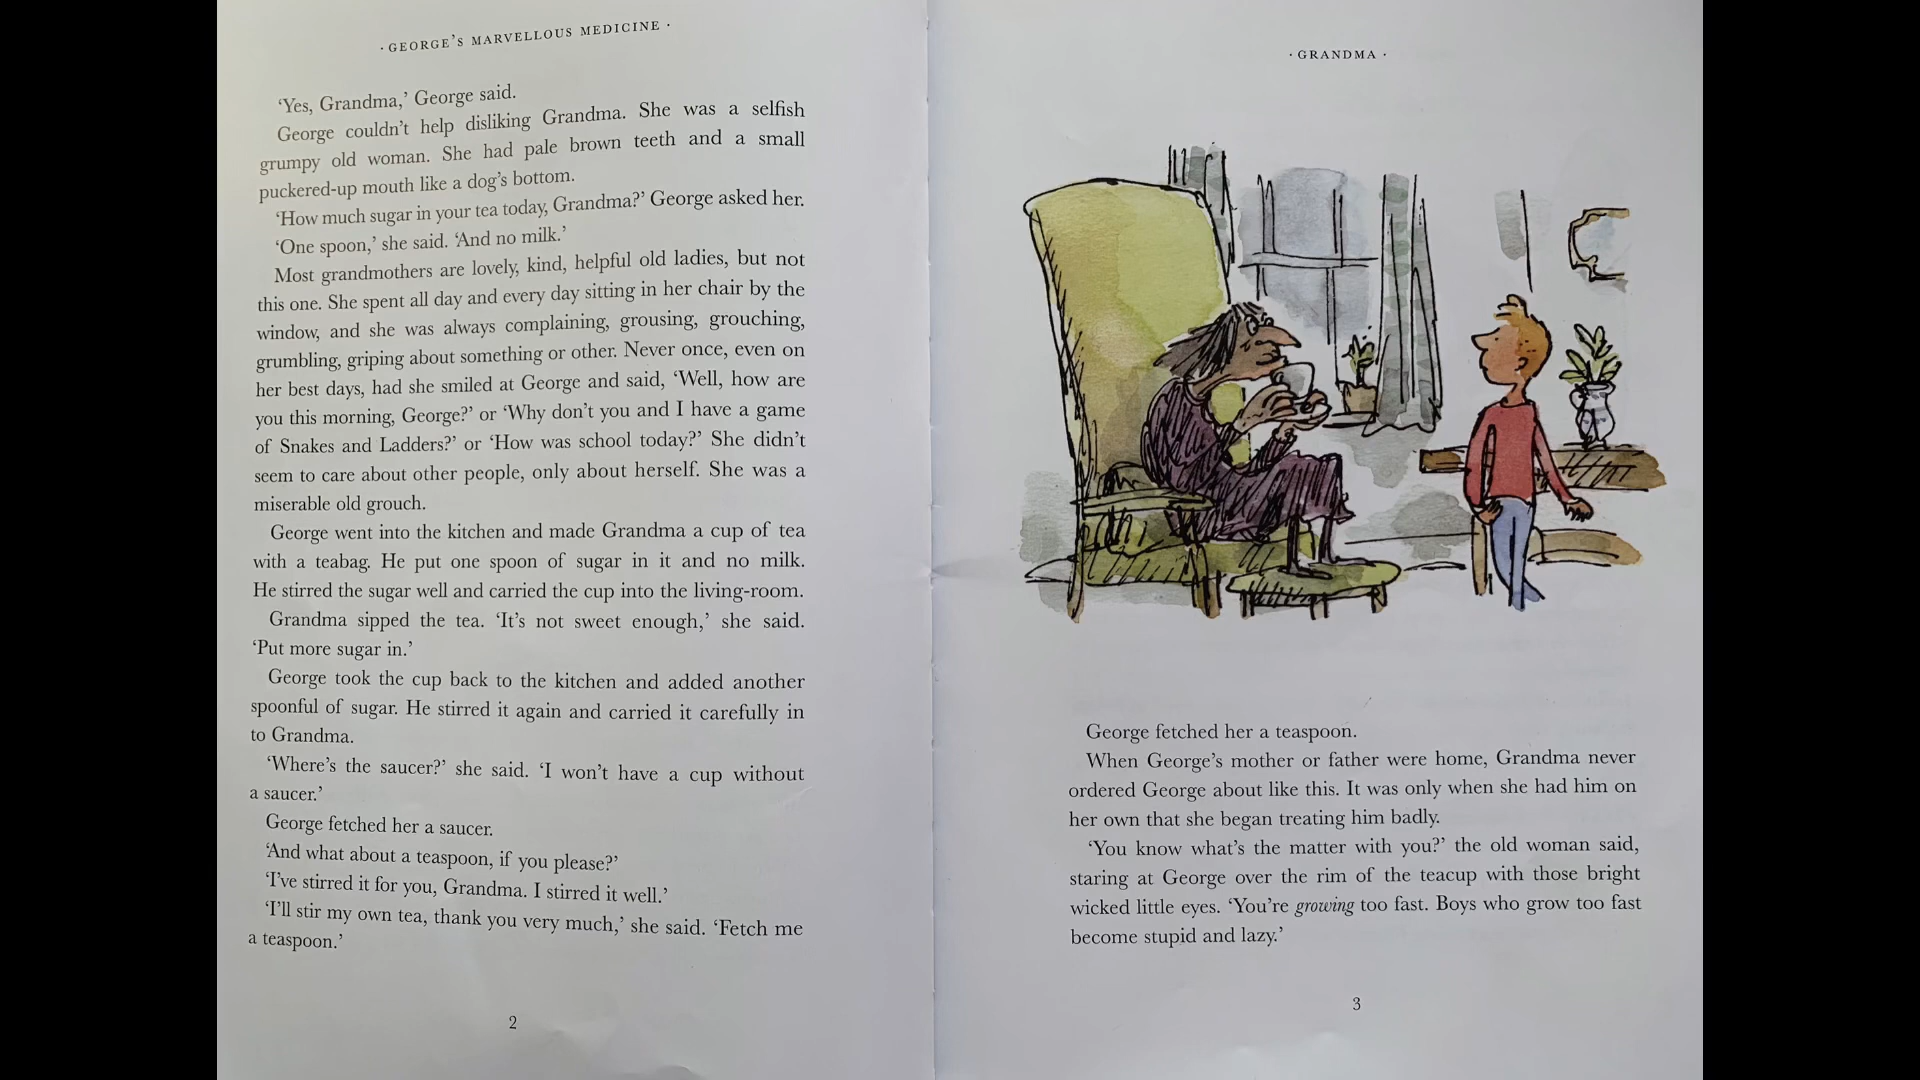 · GEORGE'S MARVELLOUS MEDICINE ·
‘Yes, Grandma,’ George said.
George couldn’t help disliking Grandma. She was a selfish
grumpy old woman. She had pale brown teeth and a small
puckered-up mouth like a dog’s bottom.
‘How much sugar in your tea today, Grandma?’ George asked her.
‘One spoon,’ she said. ‘And no milk.’
Most grandmothers are lovely, kind, helpful old ladies, but not
this one. She spent all day and every day sitting in her chair by the
window, and she was always complaining, grousing, grouching,
grumbling, griping about something or other. Never once, even on
her best days, had she smiled at George and said, ‘Well, how are
you this morning, George?’ or ‘Why don’t you and I have a game
of Snakes and Ladders?’ or ‘How was school today?’ She didn’t
seem to care about other people, only about herself. She was a
miserable old grouch.
George went into the kitchen and made Grandma a cup of tea
with a teabag. He put one spoon of sugar in it and no milk.
He stirred the sugar well and carried the cup into the living-room.
Grandma sipped the tea. ‘It’s not sweet enough,’ she said.
‘Put more sugar in.’
George took the cup back to the kitchen and added another
spoonful of sugar. He stirred it again and carried it carefully in
to Grandma.
‘Where’s the saucer?’ she said. ‘I won’t have a cup without
a saucer.’
George fetched her a saucer.
‘And what about a teaspoon, if you please?’
‘I’ve stirred it for you, Grandma. I stirred it well.’
‘I’ll stir my own tea, thank you very much,’ she said. ‘Fetch me
a teaspoon.’
2
· GRANDMA ·
George fetched her a teaspoon.
When George’s mother or father were home, Grandma never
ordered George about like this. It was only when she had him on
her own that she began treating him badly.
‘You know what’s the matter with you?’ the old woman said,
staring at George over the rim of the teacup with those bright
wicked little eyes. ‘You’re growing too fast. Boys who grow too fast
become stupid and lazy.’
3